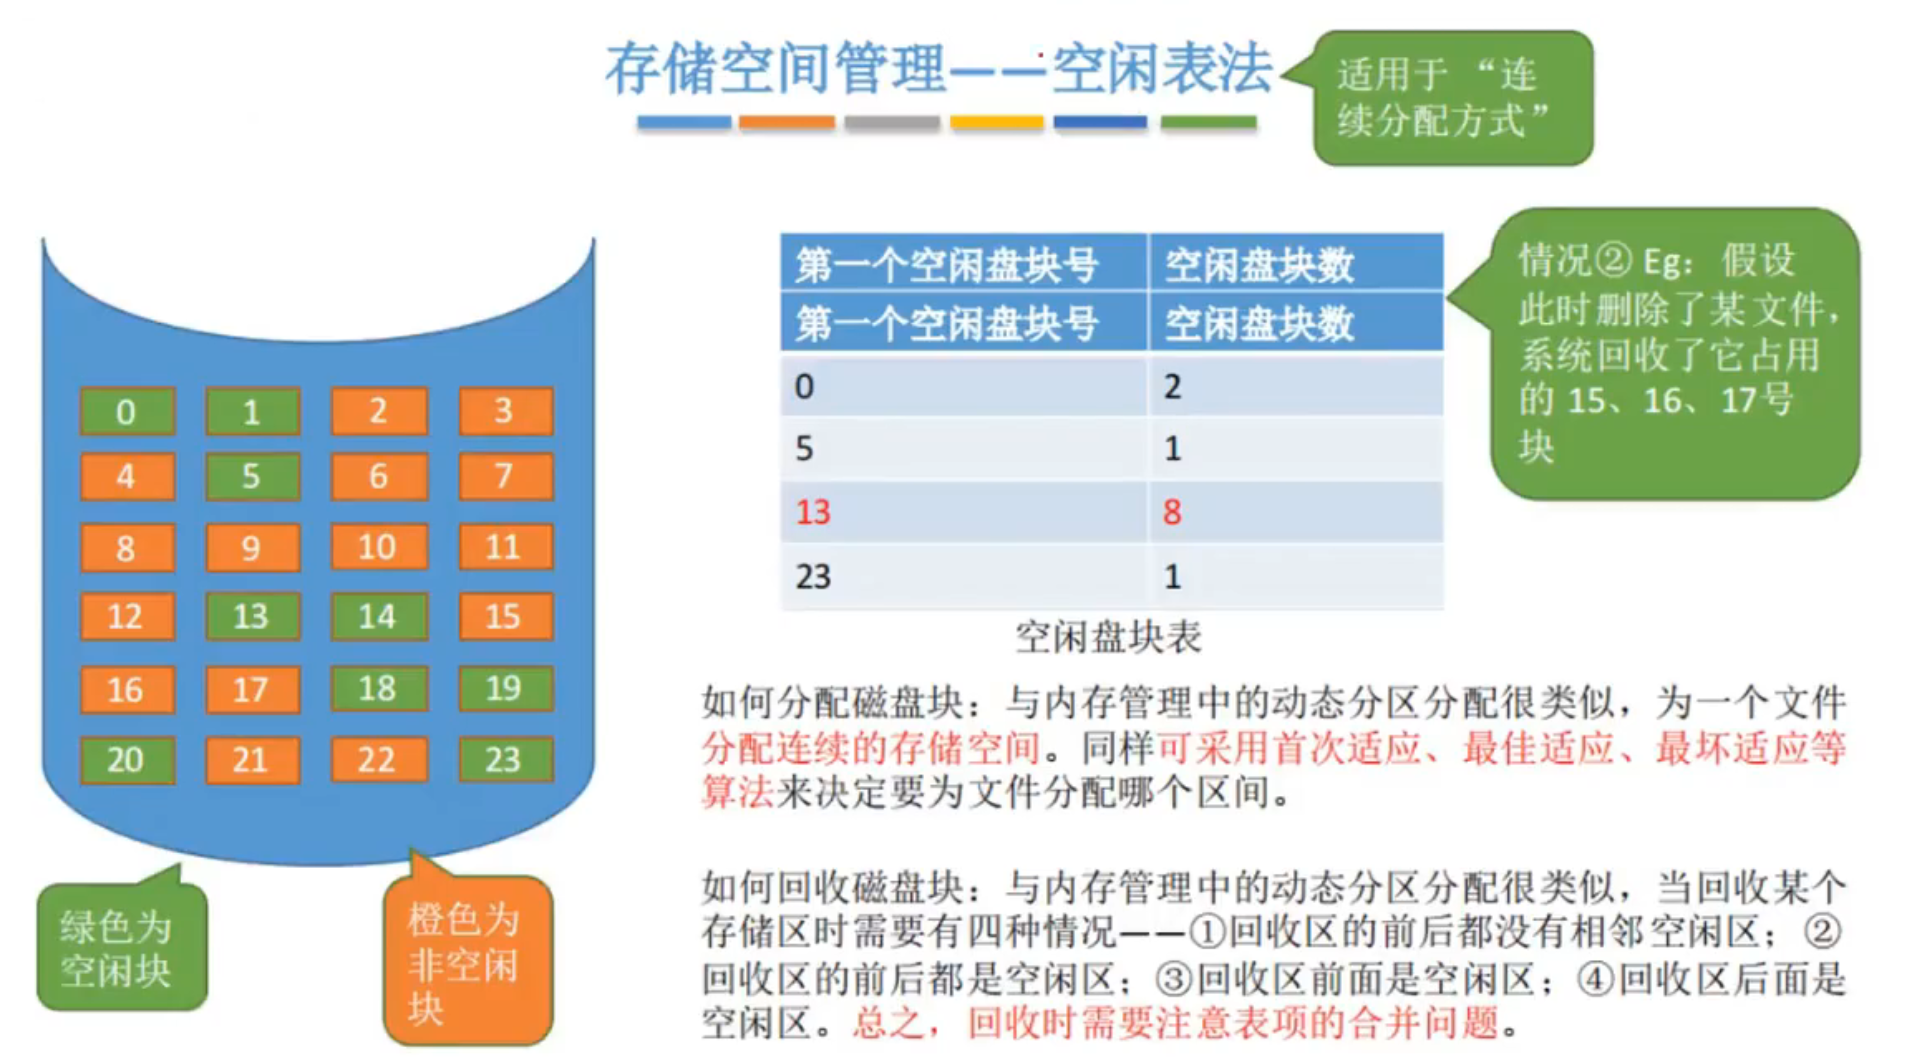 存储空间管理——空闲表法
适用于“连
续分配方式”
第一个空闲盘块号 空闲盘块数
第一个空闲盘块号 空闲盘块数
0 2
5 1
13 8
23 1
空闲盘块表
情况② Eg：假设
此时删除了某文件，
系统回收了它占用
的 15、16、17号
块
0 1 2 3
4 5 6 7
8 9 10 11
12 13 14 15
16 17 18 19
20 21 22 23
绿色为
空闲块
橙色为
非空闲
块
如何分配磁盘块：与内存管理中的动态分区分配很类似，为一个文件
分配连续的存储空间。同样可采用首次适应、最佳适应、最坏适应等
算法来决定要为文件分配哪个区间。
如何回收磁盘块：与内存管理中的动态分区分配很类似，当回收某个
存储区时需要有四种情况——①回收区的前后都没有相邻空闲区；②
回收区的前后都是空闲区；③回收区前面是空闲区；④回收区后面是
空闲区。总之，回收时需要注意表项的合并问题。